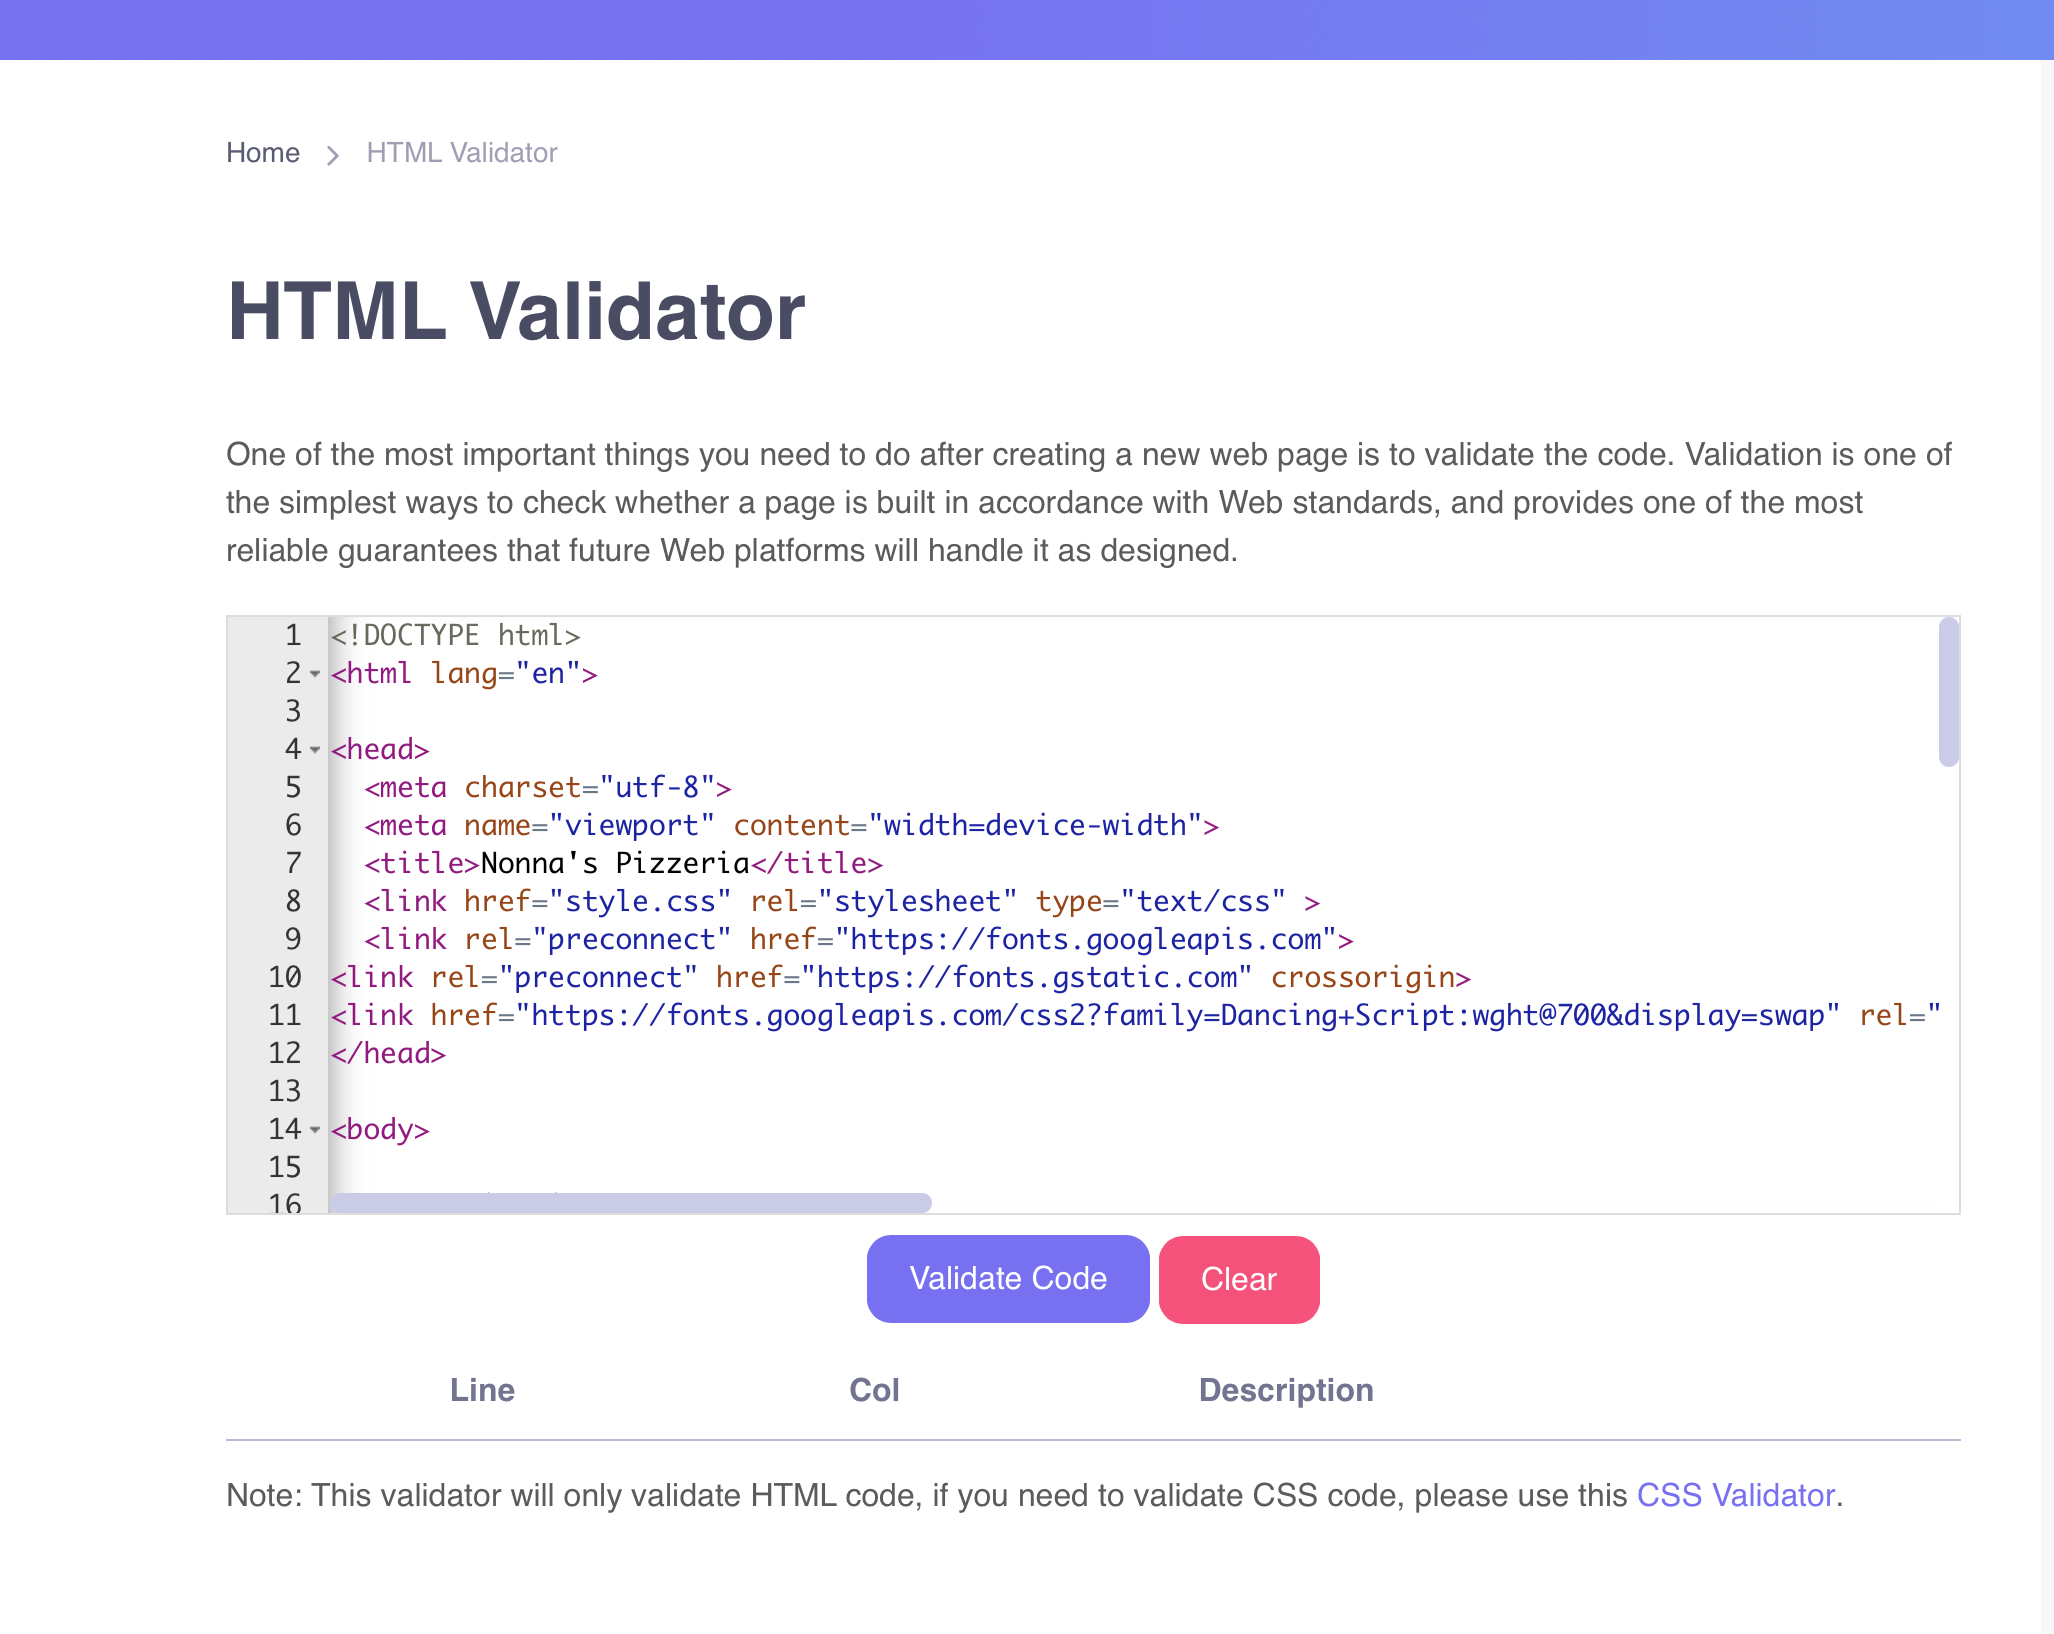 Home > HTML Validator
HTML Validator
One of the most important things you need to do after creating a new web page is to validate the code. Validation is one of
the simplest ways to check whether a page is built in accordance with Web standards, and provides one of the most
reliable guarantees that future Web platforms will handle it as designed.
1 <!DOCTYPE html>
2 <html lang="en">
3
4 <head>
5 <meta charset="utf-8">
6 <meta name="viewport" content="width=device-width">
7 <title>Nonna's Pizzeria</title>
8 <link href="style.css" rel="stylesheet" type="text/css" >
9 <link rel="preconnect" href="https://fonts.googleapis.com">
10 <link rel="preconnect" href="https://fonts.gstatic.com" crossorigin>
11 <link href="https://fonts.googleapis.com/css2?family=Dancing+Script:wght@700&display=swap" rel="
12 </head>
13
14 <body>
15
16
Validate Code Clear
Line Col Description
Note: This validator will only validate HTML code, if you need to validate CSS code, please use this CSS Validator.